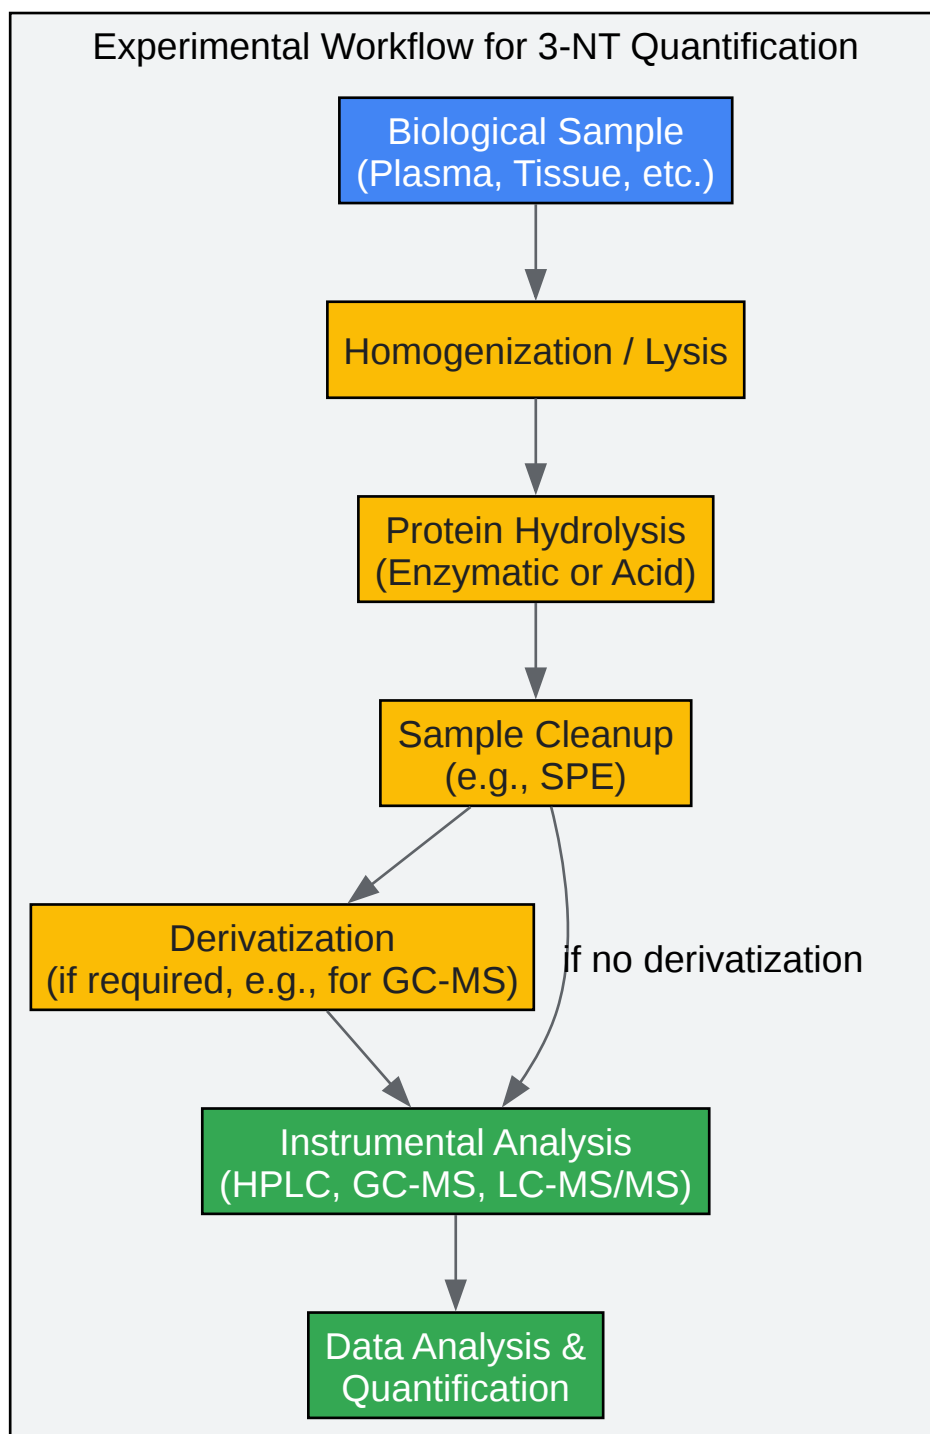 Experimental Workflow for 3-NT Quantification
Biological Sample
(Plasma, Tissue, etc.)
Homogenization / Lysis
Protein Hydrolysis
(Enzymatic or Acid)
Sample Cleanup
(e.g., SPE)
Derivatization
(if required, e.g., for GC-MS)
if no derivatization
Instrumental Analysis
(HPLC, GC-MS, LC-MS/MS)
Data Analysis &
Quantification